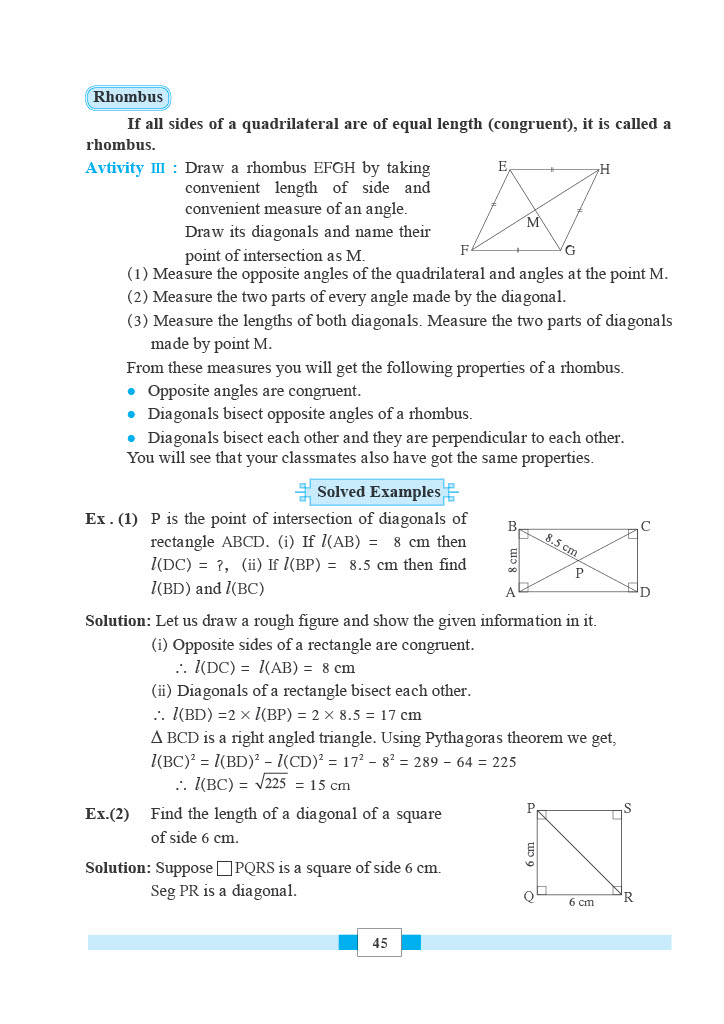 Rhombus
If all sides of a quadrilateral are of equal length (congruent), it is called a
rhombus.
Avtivity III : Draw a rhombus EFGH by taking
convenient length of side and
convenient measure of an angle.
Draw its diagonals and name their
point of intersection as M.
E
H
M
F
G
(1) Measure the opposite angles of the quadrilateral and angles at the point M.
(2) Measure the two parts of every angle made by the diagonal.
(3) Measure the lengths of both diagonals. Measure the two parts of diagonals
made by point M.
From these measures you will get the following properties of a rhombus.
● Opposite angles are congruent.
● Diagonals bisect opposite angles of a rhombus.
● Diagonals bisect each other and they are perpendicular to each other.
You will see that your classmates also have got the same properties.
Solved Examples
Ex . (1) P is the point of intersection of diagonals of
rectangle ABCD. (i) If l(AB) = 8 cm then
l(DC) = ?, (ii) If l(BP) = 8.5 cm then find
l(BD) and l(BC)
B
C
8.5 cm
8 cm
P
A
D
Solution: Let us draw a rough figure and show the given information in it.
(i) Opposite sides of a rectangle are congruent.
∴ l(DC) = l(AB) = 8 cm
(ii) Diagonals of a rectangle bisect each other.
∴ l(BD) =2 × l(BP) = 2 × 8.5 = 17 cm
Δ BCD is a right angled triangle. Using Pythagoras theorem we get,
l(BC)² = l(BD)² − l(CD)² = 17² − 8² = 289 − 64 = 225
∴ l(BC) = √225 = 15 cm
Ex.(2) Find the length of a diagonal of a square
of side 6 cm.
Solution: Suppose □ PQRS is a square of side 6 cm.
Seg PR is a diagonal.
P
S
6 cm
Q
6 cm
R
45